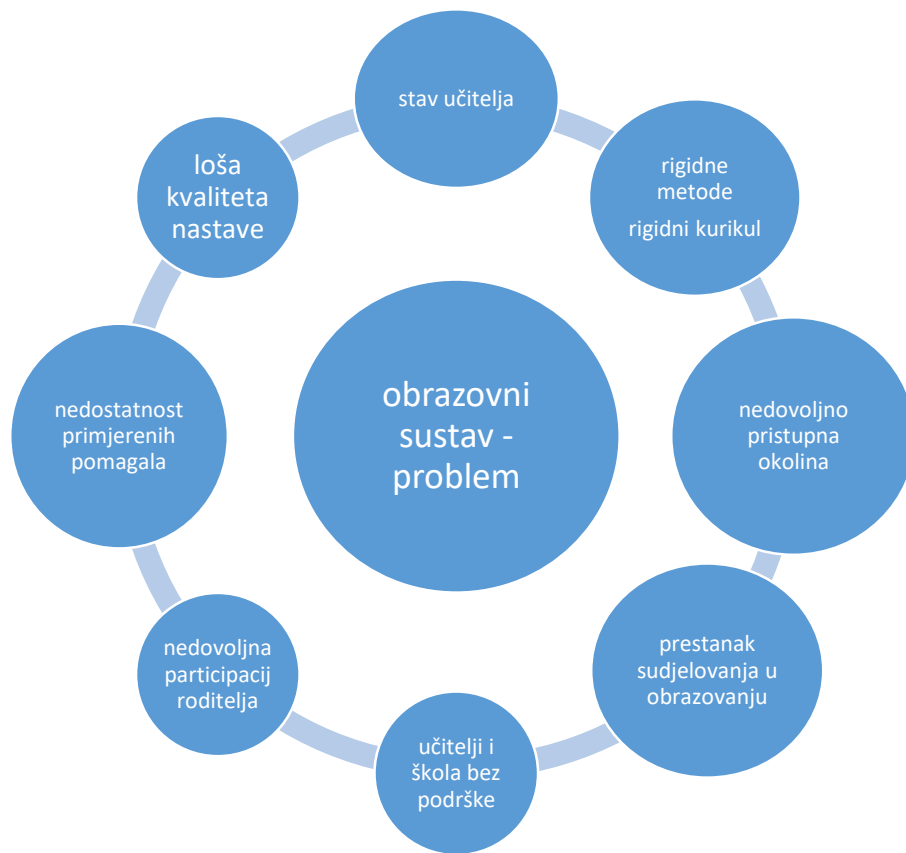 stav učitelja
rigidne
metode
rigidni kurikul
nedovoljno
pristupna
okolina
prestanak
sudjelovanja u
obrazovanju
učitelji i
škola bez
podrške
nedovoljna
participacij
roditelja
nedostatnost
primjerenih
pomagala
loša
kvaliteta
nastave
obrazovni
sustav -
problem